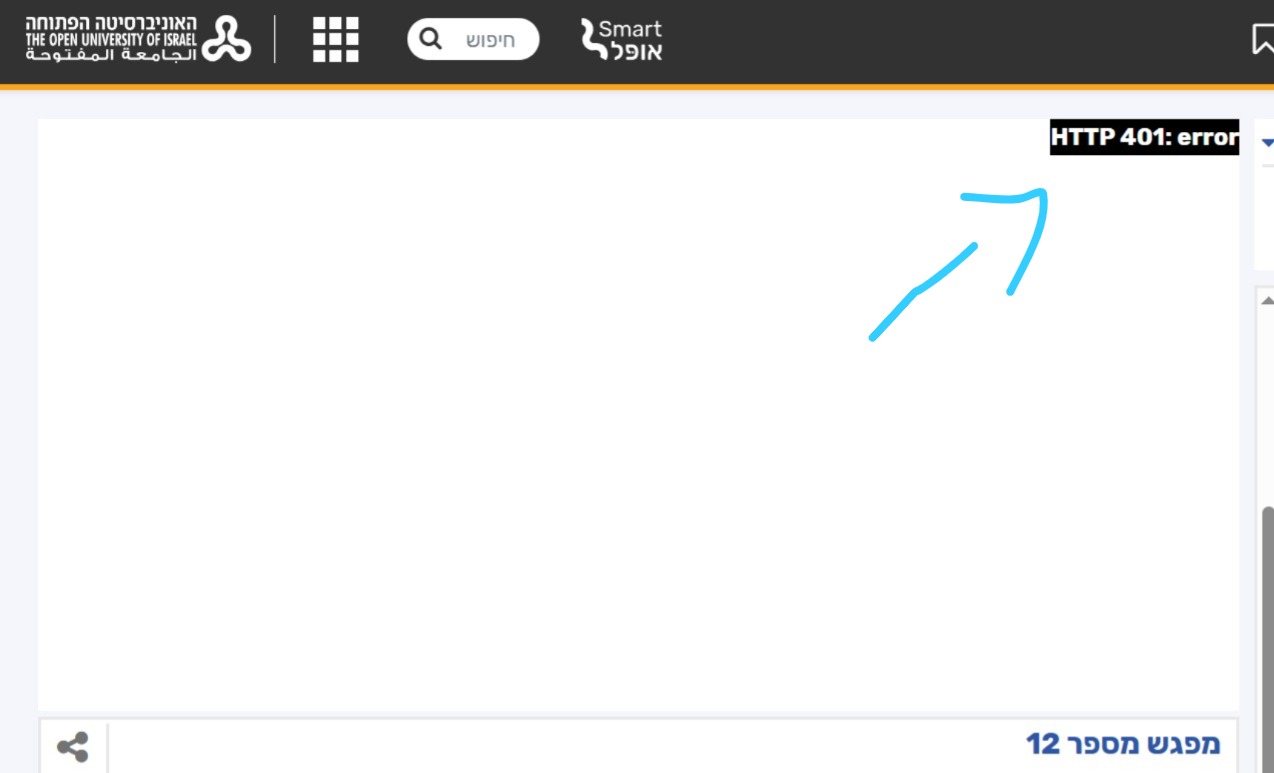 האוניברסיטה הפתוחה
THE OPEN UNIVERSITY OF ISRAEL
الجامعة المفتوحة
חיפוש
Smart
אופל
HTTP 401: error
מפגש מספר 12